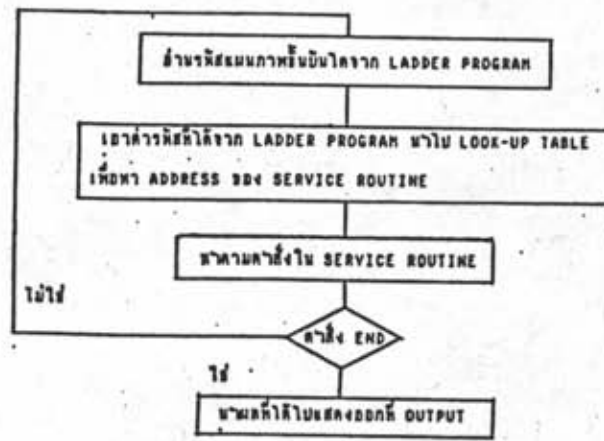 อ่านรหัสแผนภาพขั้นบันไดจาก LADDER PROGRAM
เอาค่ารหัสที่ได้จาก LADDER PROGRAM มาไป LOOK-UP TABLE
เพื่อหา ADDRESS ของ SERVICE ROUTINE
ทำตามคำสั่งใน SERVICE ROUTINE
ไม่ใช่
คำสั่ง END
ใช่
นำผลที่ได้ไปแสดงออกที่ OUTPUT